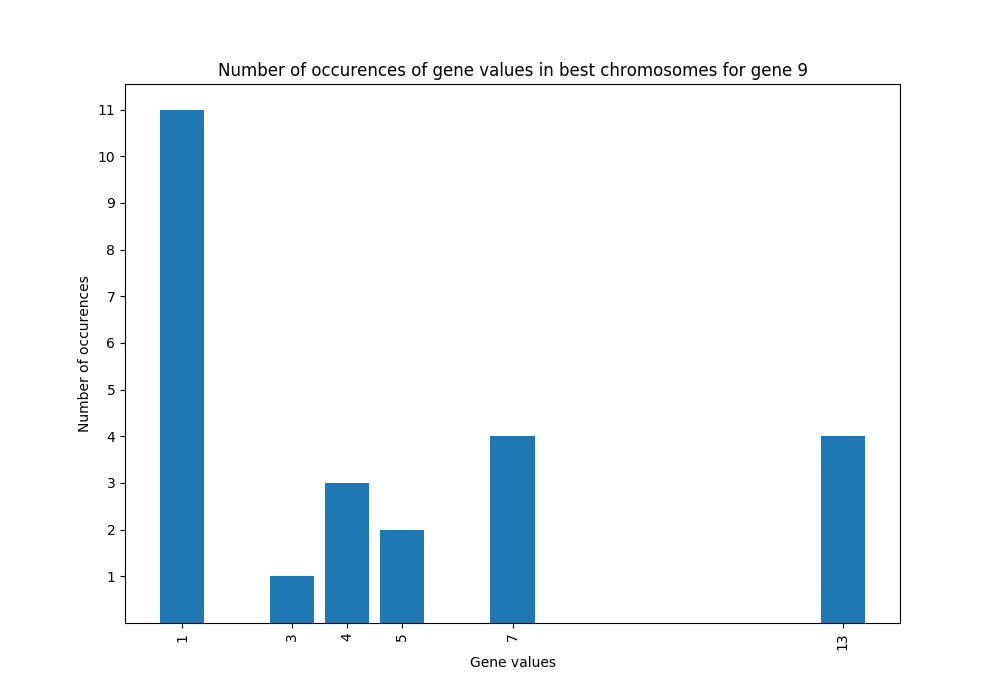 Number of occurences of gene values in best chromosomes for gene 9
11
10
9
8
7
6
5
4
3
2
1
Number of occurences
1 3 4 5 7 13
Gene values